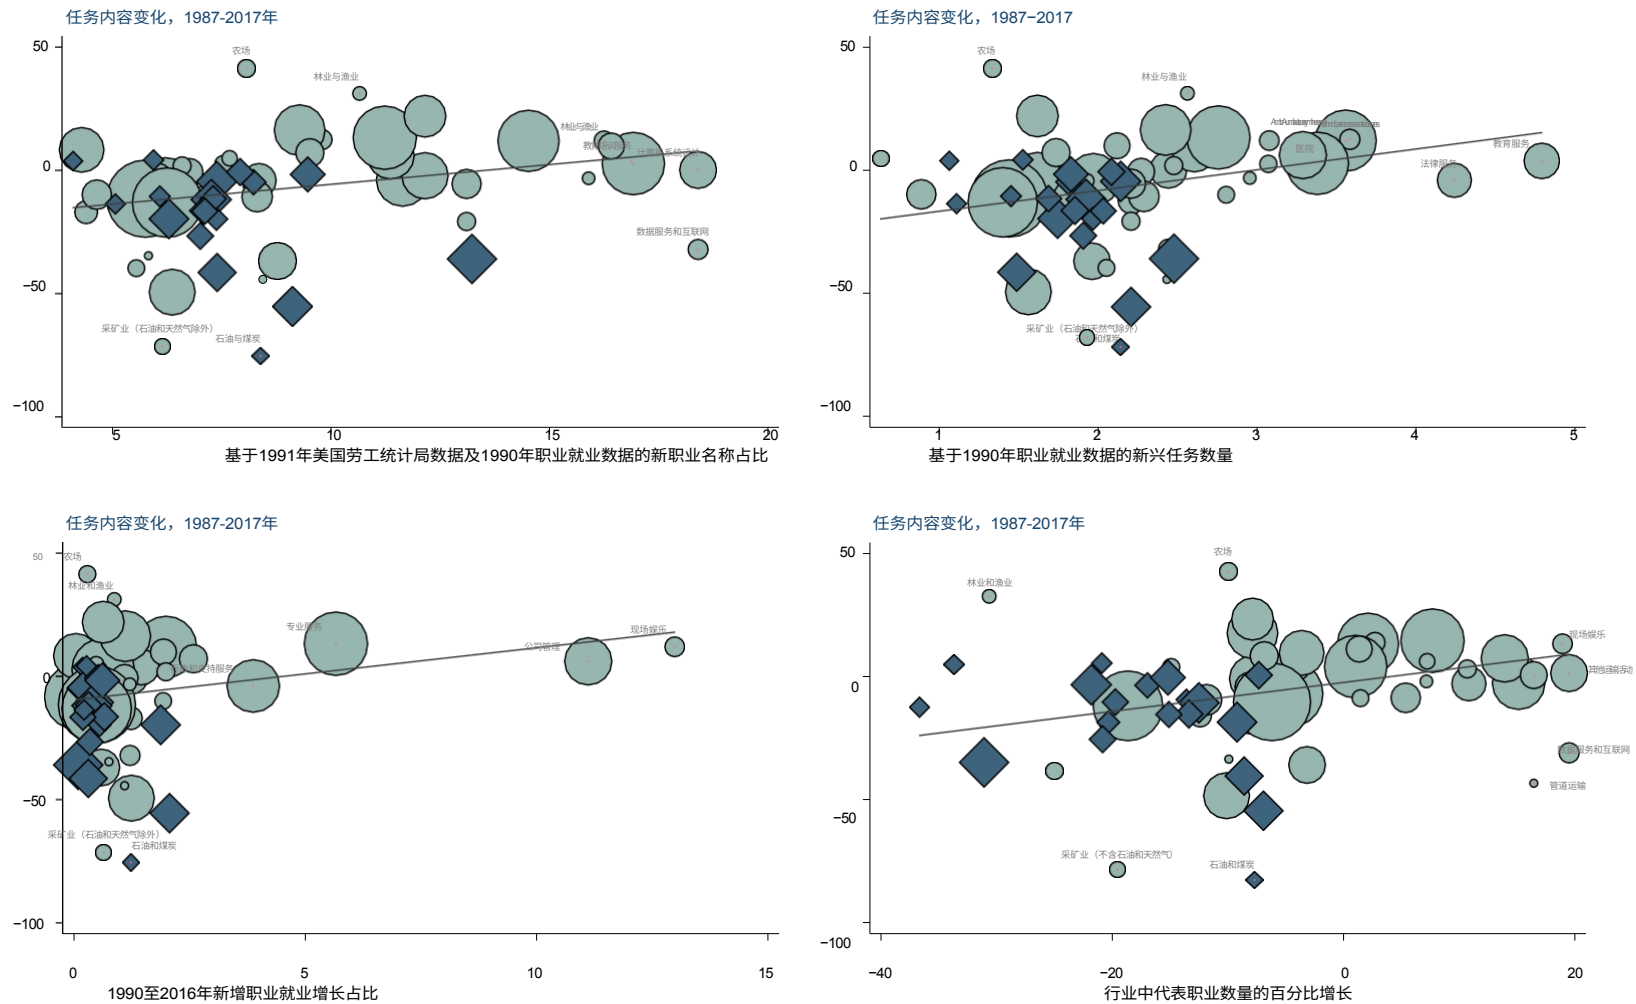 任务内容变化，1987-2017年
50
0
−50
−100
农场
林业与渔业
林业与渔业
数据服务和互联网
采矿业（石油和天然气除外）
石油与煤炭
5
10
15
20
基于1991年美国劳工统计局数据及1990年职业就业数据的新职业名称占比
任务内容变化，1987−2017
50
0
−50
−100
农场
林业与渔业
医院
法律服务
教育服务
采矿业（石油和天然气除外）
1
2
3
4
5
基于1990年职业就业数据的新兴任务数量
任务内容变化，1987-2017年
50
0
−50
−100
农场
林业和渔业
专业服务
公司管理
现场娱乐
采矿业（石油和天然气除外）
石油和煤炭
0
5
10
15
1990至2016年新增职业就业增长占比
任务内容变化，1987-2017年
50
0
−50
−100
农场
林业和渔业
现场娱乐
数据服务和互联网
管道运输
采矿业（不含石油和天然气）
石油和煤炭
−40
−20
0
20
行业中代表职业数量的百分比增长